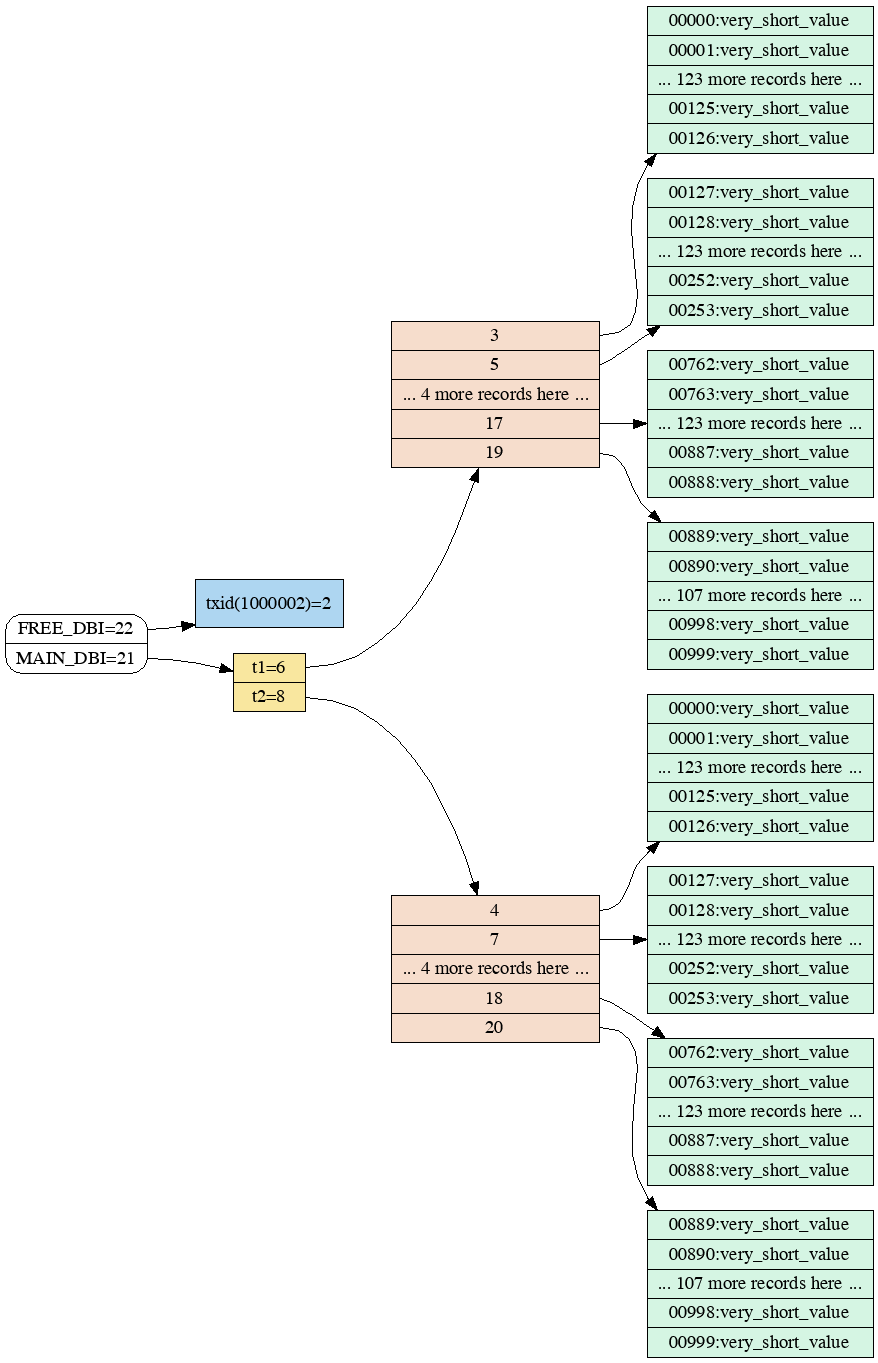 FREE_DBI=22
MAIN_DBI=21
txid(1000002)=2
t1=6
t2=8
3
5
... 4 more records here ...
17
19
4
7
... 4 more records here ...
18
20
00000:very_short_value
00001:very_short_value
... 123 more records here ...
00125:very_short_value
00126:very_short_value
00127:very_short_value
00128:very_short_value
... 123 more records here ...
00252:very_short_value
00253:very_short_value
00762:very_short_value
00763:very_short_value
... 123 more records here ...
00887:very_short_value
00888:very_short_value
00889:very_short_value
00890:very_short_value
... 107 more records here ...
00998:very_short_value
00999:very_short_value
00000:very_short_value
00001:very_short_value
... 123 more records here ...
00125:very_short_value
00126:very_short_value
00127:very_short_value
00128:very_short_value
... 123 more records here ...
00252:very_short_value
00253:very_short_value
00762:very_short_value
00763:very_short_value
... 123 more records here ...
00887:very_short_value
00888:very_short_value
00889:very_short_value
00890:very_short_value
... 107 more records here ...
00998:very_short_value
00999:very_short_value